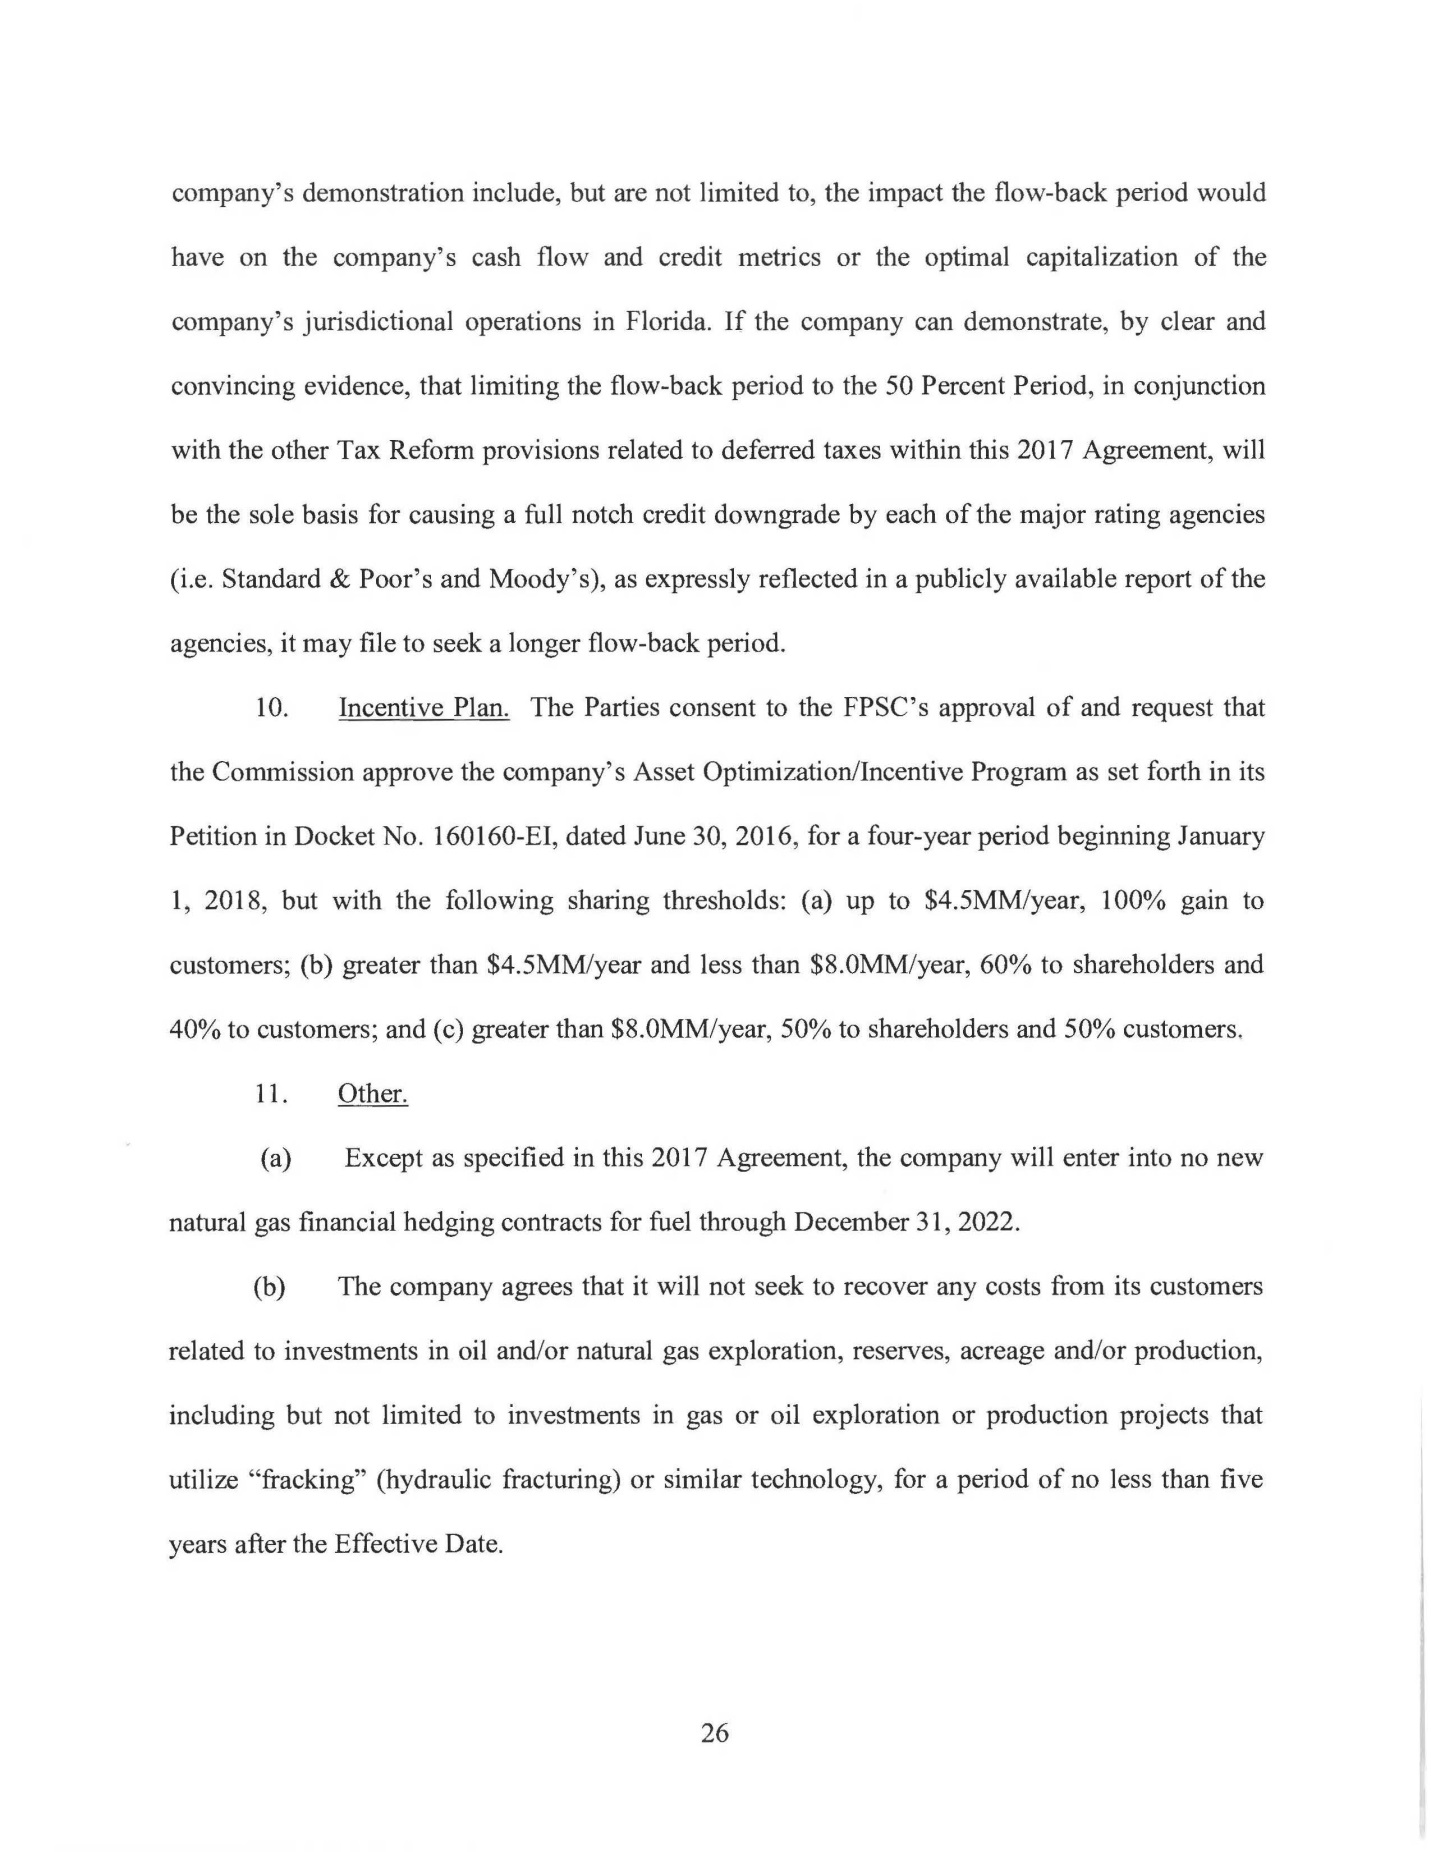 company's demonstration include, but are not limited to, the impact the flow-back period would
have on the company's cash flow and credit metrics or the optimal capitalization of the
company's jurisdictional operations in Florida. If the company can demonstrate, by clear and
convincing evidence, that limiting the flow-back period to the 50 Percent Period, in conjunction
with the other Tax Reform provisions related to deferred taxes within this 2017 Agreement, will
be the sole basis for causing a full notch credit downgrade by each of the major rating agencies
(i.e. Standard & Poor's and Moody's), as expressly reflected in a publicly available report of the
agencies, it may file to seek a longer flow-back period.
10. Incentive Plan. The Parties consent to the FPSC's approval of and request that
the Commission approve the company's Asset Optimization/Incentive Program as set forth in its
Petition in Docket No. 160160-EI, dated June 30, 2016, for a four-year period beginning January
1, 2018, but with the following sharing thresholds: (a) up to $4.5MM/year, 100% gain to
customers; (b) greater than $4.5MM/year and less than $8.0MM/year, 60% to shareholders and
40% to customers; and (c) greater than $8.0MM/year, 50% to shareholders and 50% customers.
11. Other.
(a) Except as specified in this 2017 Agreement, the company will enter into no new
natural gas financial hedging contracts for fuel through December 31, 2022.
(b) The company agrees that it will not seek to recover any costs from its customers
related to investments in oil and/or natural gas exploration, reserves, acreage and/or production,
including but not limited to investments in gas or oil exploration or production projects that
utilize "fracking" (hydraulic fracturing) or similar technology, for a period of no less than five
years after the Effective Date.
26